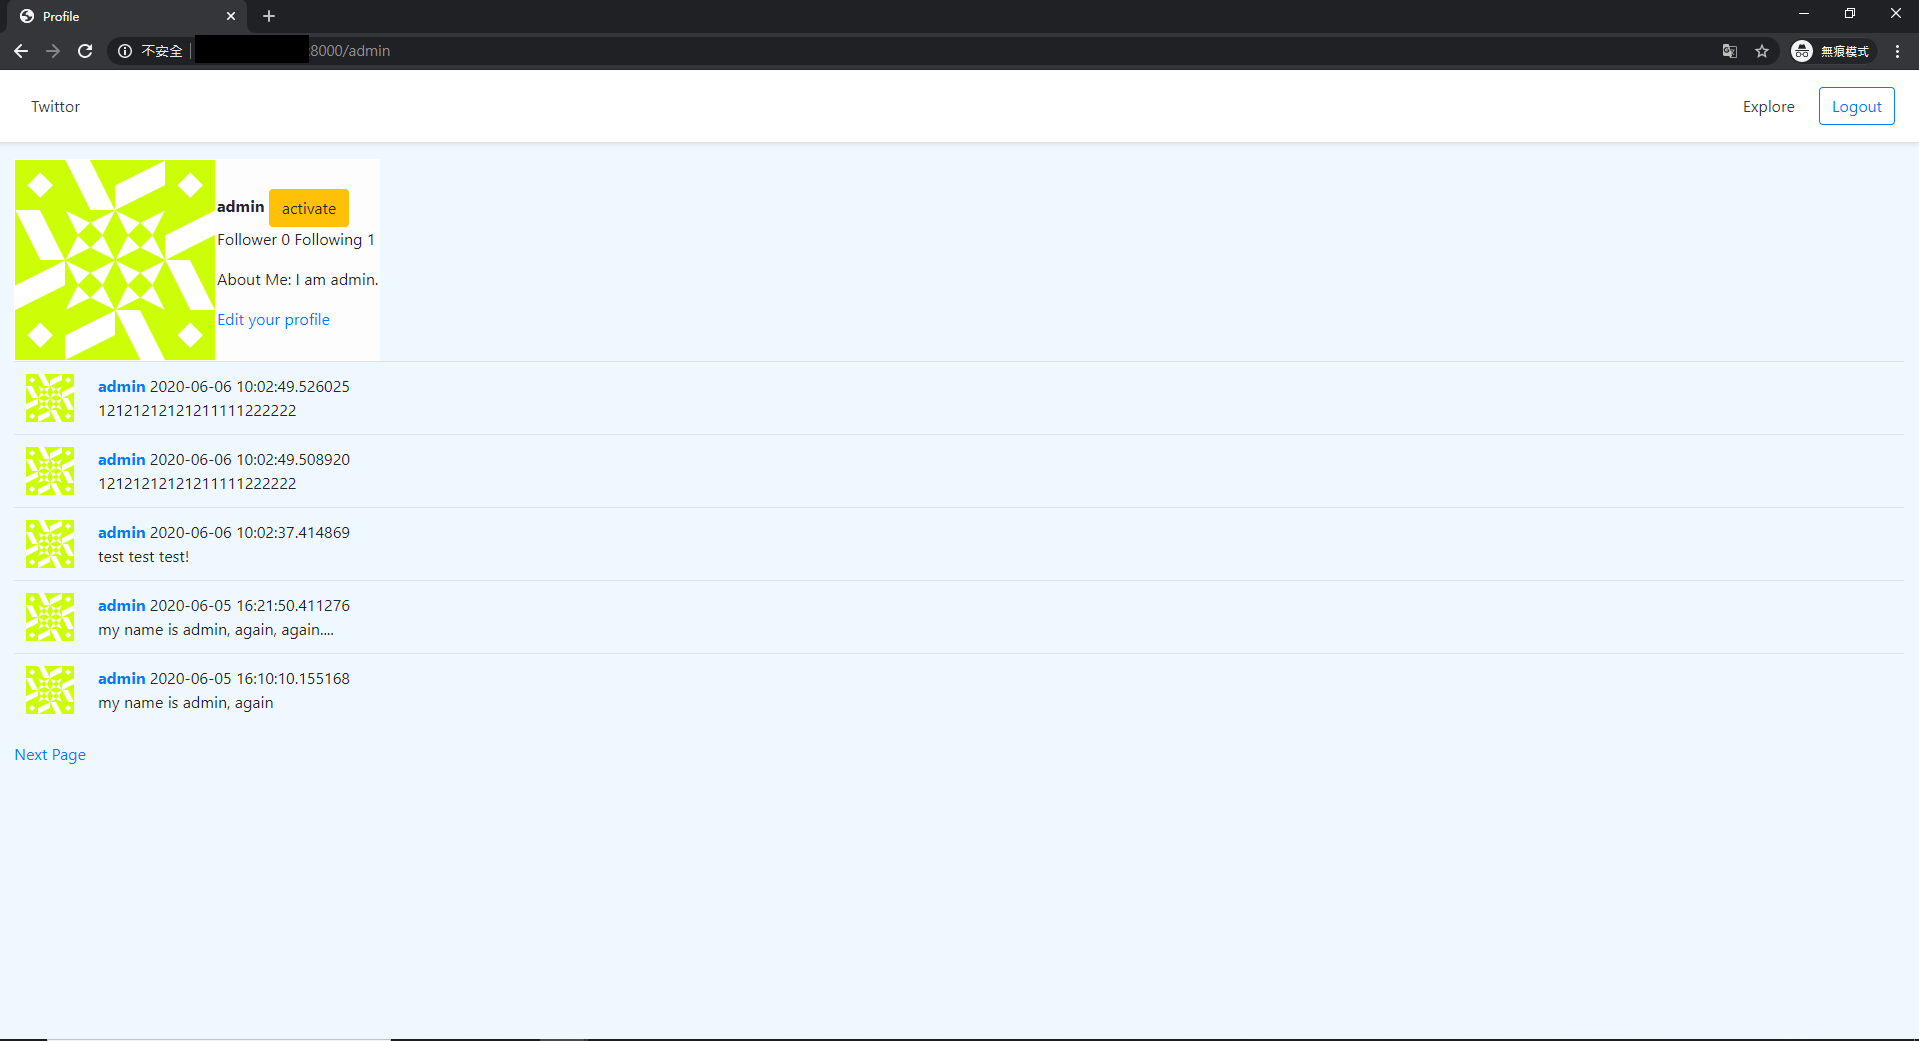 Profile
不安全
:8000/admin
無痕模式
Twittor
Explore
Logout
admin activate
Follower 0 Following 1
About Me: I am admin.
Edit your profile
admin 2020-06-06 10:02:49.526025
12121212121211111222222
admin 2020-06-06 10:02:49.508920
12121212121211111222222
admin 2020-06-06 10:02:37.414869
test test test!
admin 2020-06-05 16:21:50.411276
my name is admin, again, again....
admin 2020-06-05 16:10:10.155168
my name is admin, again
Next Page